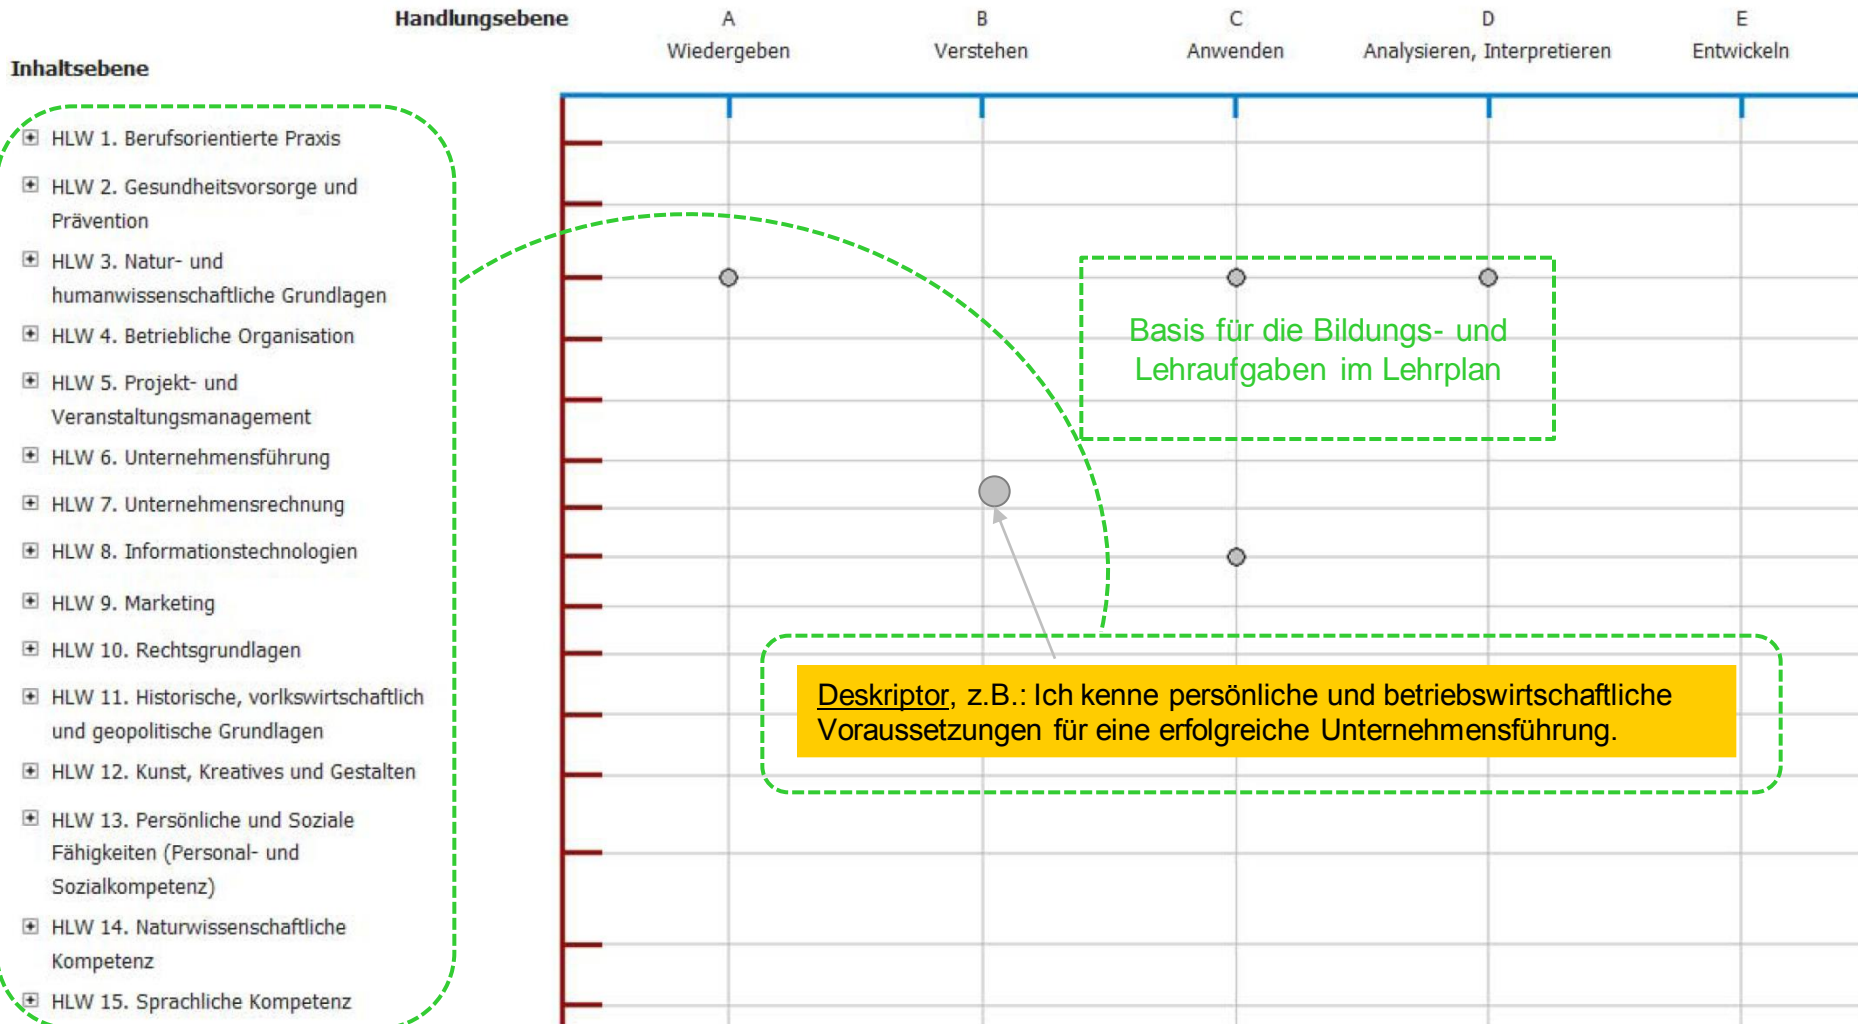 Handlungsebene
A
B
C
D
E
Wiedergeben
Verstehen
Anwenden
Analysieren, Interpretieren
Entwickeln
Inhaltsebene
HLW 1. Berufsorientierte Praxis
HLW 2. Gesundheitsvorsorge und
Prävention
HLW 3. Natur- und
humanwissenschaftliche Grundlagen
HLW 4. Betriebliche Organisation
HLW 5. Projekt- und
Veranstaltungsmanagement
HLW 6. Unternehmensführung
HLW 7. Unternehmensrechnung
HLW 8. Informationstechnologien
HLW 9. Marketing
HLW 10. Rechtsgrundlagen
HLW 11. Historische, vorlkswirtschaftlich
und geopolitische Grundlagen
HLW 12. Kunst, Kreatives und Gestalten
HLW 13. Persönliche und Soziale
Fähigkeiten (Personal- und
Sozialkompetenz)
HLW 14. Naturwissenschaftliche
Kompetenz
HLW 15. Sprachliche Kompetenz
Basis für die Bildungs- und
Lehraufgaben im Lehrplan
Deskriptor, z.B.: Ich kenne persönliche und betriebswirtschaftliche
Voraussetzungen für eine erfolgreiche Unternehmensführung.